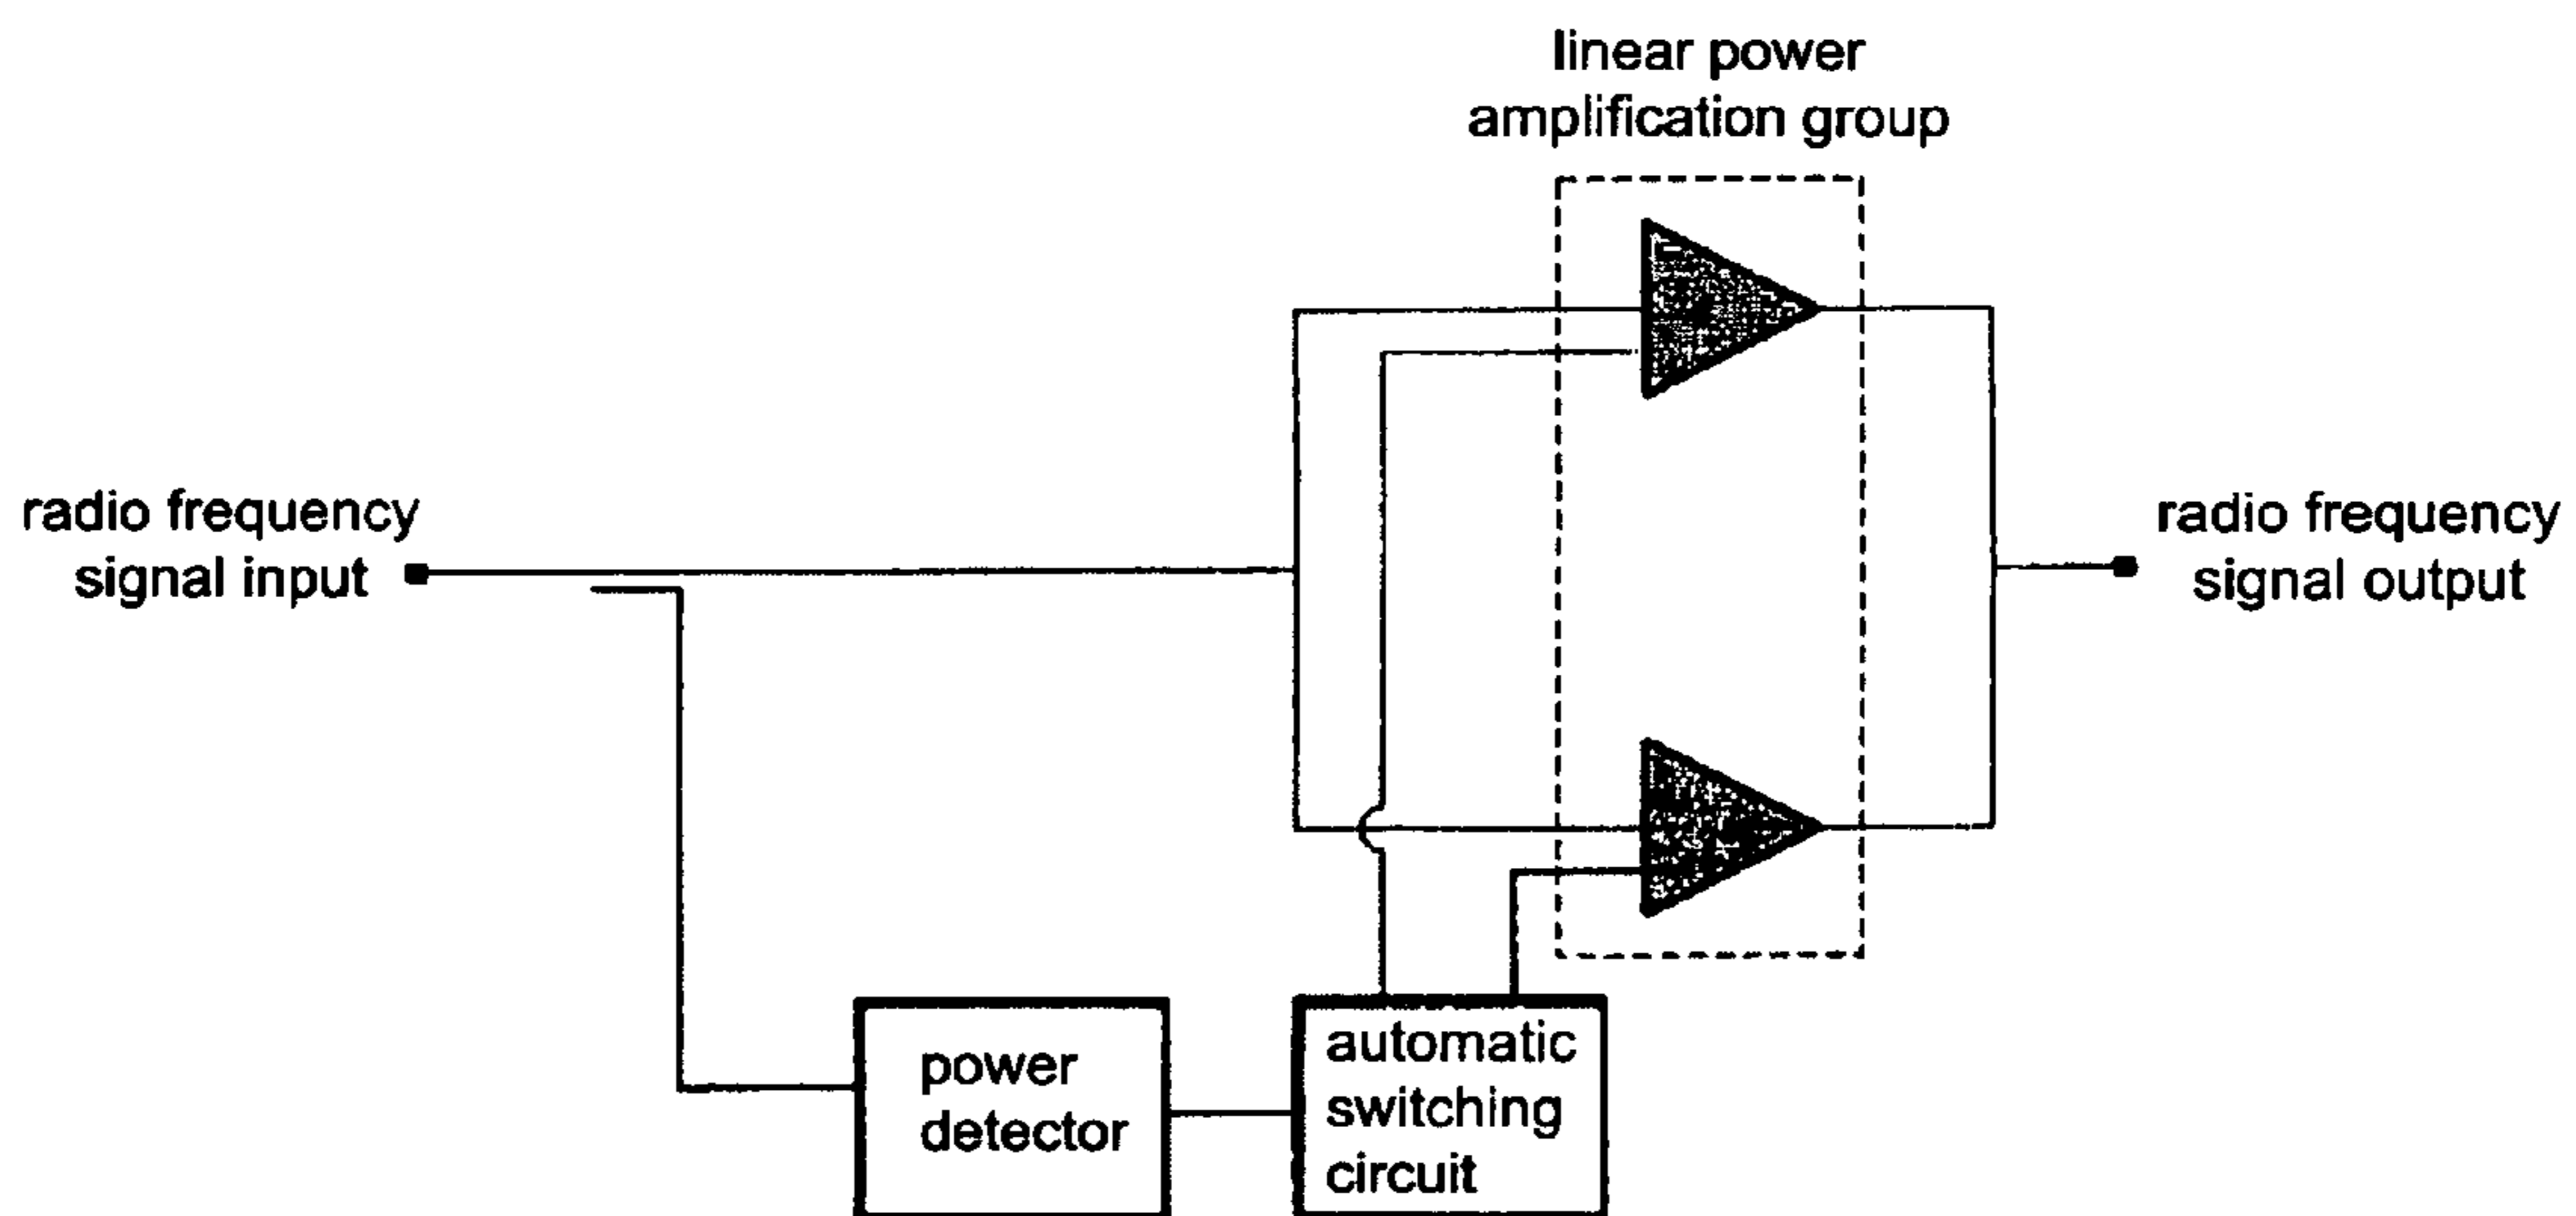 linear power
amplification group
radio frequency
signal input
radio frequency
signal output
power
detector
automatic
switching
circuit